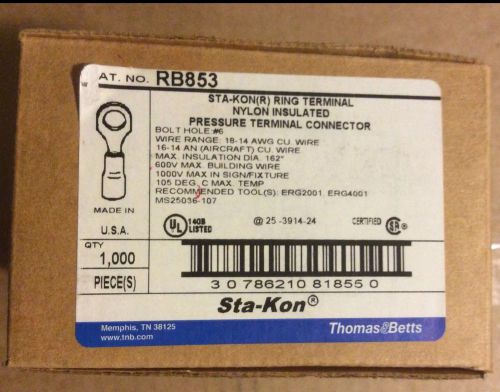 AT. NO. RB853
STA-KON(R) RING TERMINAL
NYLON INSULATED
PRESSURE TERMINAL CONNECTOR
BOLT HOLE:#6
WIRE RANGE: 18-14 AWG CU. WIRE
16-14 AN (AIRCRAFT) CU. WIRE
MAX. INSULATION DIA. 162"
600V MAX. BUILDING WIRE
1000V MAX IN SIGN/FIXTURE
105 DEG. C MAX. TEMP
RECOMMENDED TOOL(S): ERG2001, ERG4001
MS25036-107
MADE IN
U.S.A.
UL 140B
LISTED
@ 25-3914-24
CERTIFIED
QTY
1,000
PIECE(S)
3 0 786210 81855 0
Sta-Kon®
Memphis, TN 38125
www.tnb.com
Thomas&Betts